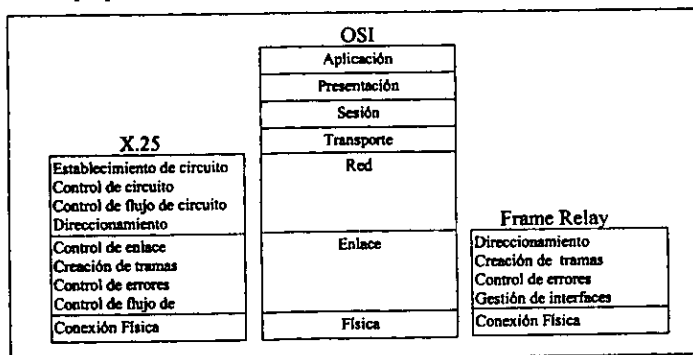 OSI
Aplicación
Presentación
Sesión
Transporte
Red
Enlace
Física
X.25
Establecimiento de circuito
Control de circuito
Control de flujo de circuito
Direccionamiento
Control de enlace
Creación de tramas
Control de errores
Control de flujo de
Conexión Física
Frame Relay
Direccionamiento
Creación de tramas
Control de errores
Gestión de interfaces
Conexión Física